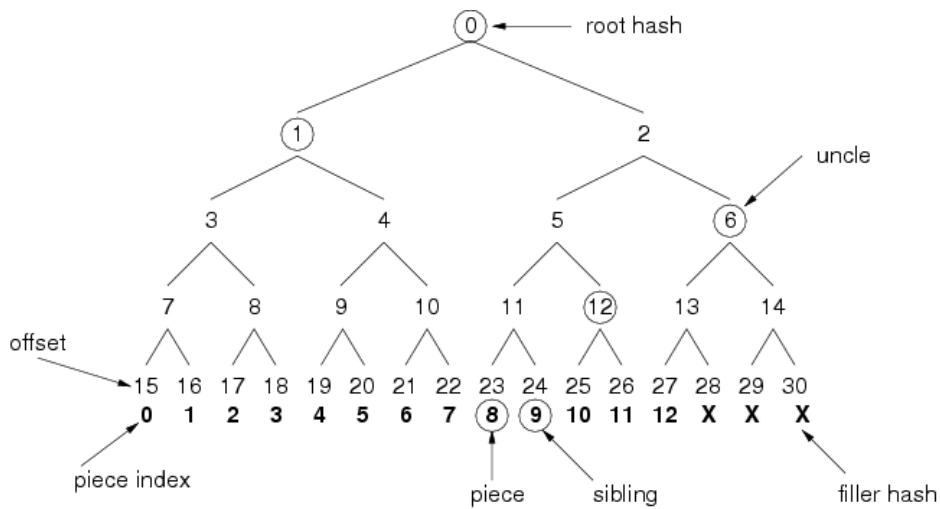 0 root hash
1 2
uncle
3 4 5 6
7 8 9 10 11 12 13 14
offset
15 16 17 18 19 20 21 22 23 24 25 26 27 28 29 30
0 1 2 3 4 5 6 7 8 9 10 11 12 X X X
piece index piece sibling filler hash